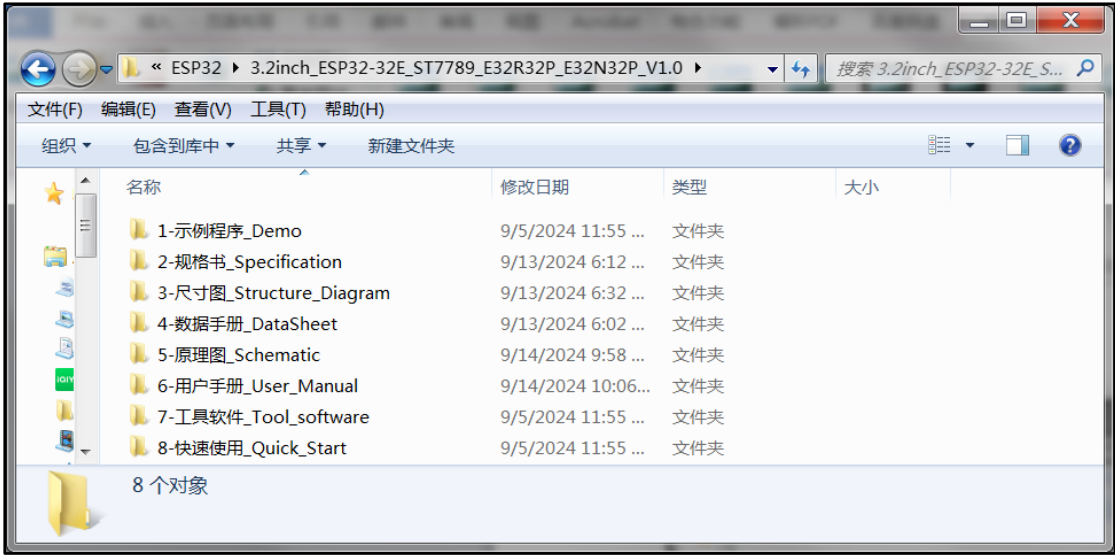 « ESP32 ▸ 3.2inch_ESP32-32E_ST7789_E32R32P_E32N32P_V1.0 ▸ 搜索 3.2inch_ESP32-32E_S...
文件(F) 编辑(E) 查看(V) 工具(T) 帮助(H)
组织 包含到库中 共享 新建文件夹
名称 修改日期 类型 大小
1-示例程序_Demo 9/5/2024 11:55 ... 文件夹
2-规格书_Specification 9/13/2024 6:12 ... 文件夹
3-尺寸图_Structure_Diagram 9/13/2024 6:32 ... 文件夹
4-数据手册_DataSheet 9/13/2024 6:02 ... 文件夹
5-原理图_Schematic 9/14/2024 9:58 ... 文件夹
6-用户手册_User_Manual 9/14/2024 10:06... 文件夹
7-工具软件_Tool_software 9/5/2024 11:55 ... 文件夹
8-快速使用_Quick_Start 9/5/2024 11:55 ... 文件夹
8 个对象